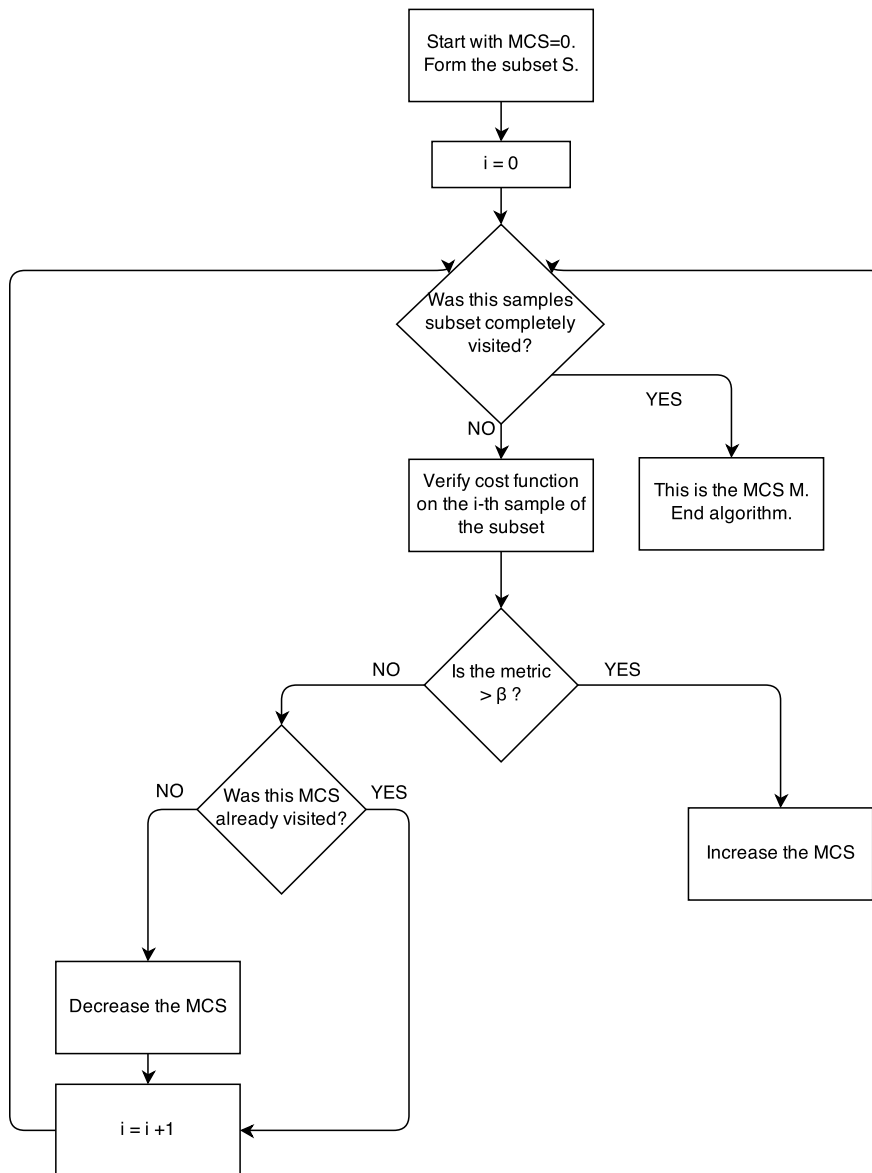 Start with MCS=0.
Form the subset S.
i = 0
Was this samples
subset completely
visited?
YES
NO
Verify cost function
on the i-th sample of
the subset
This is the MCS M.
End algorithm.
NO
Is the metric
> β ?
YES
NO
Was this MCS
already visited?
YES
Increase the MCS
Decrease the MCS
i = i +1